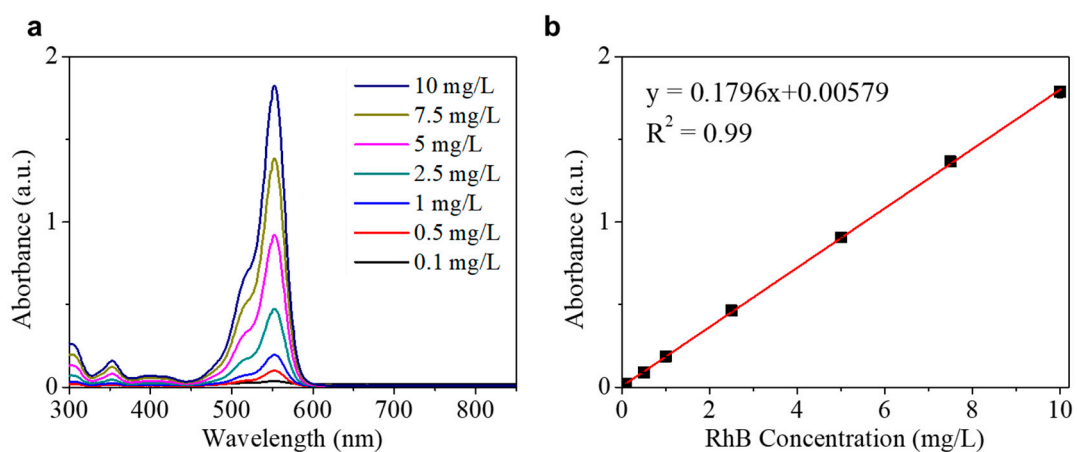 a
2
1
0
Aborbance (a.u.)
10 mg/L
7.5 mg/L
5 mg/L
2.5 mg/L
1 mg/L
0.5 mg/L
0.1 mg/L
300 400 500 600 700 800
Wavelength (nm)
b
2
1
0
Aborbance (a.u.)
y = 0.1796x+0.00579
R² = 0.99
0 2 4 6 8 10
RhB Concentration (mg/L)